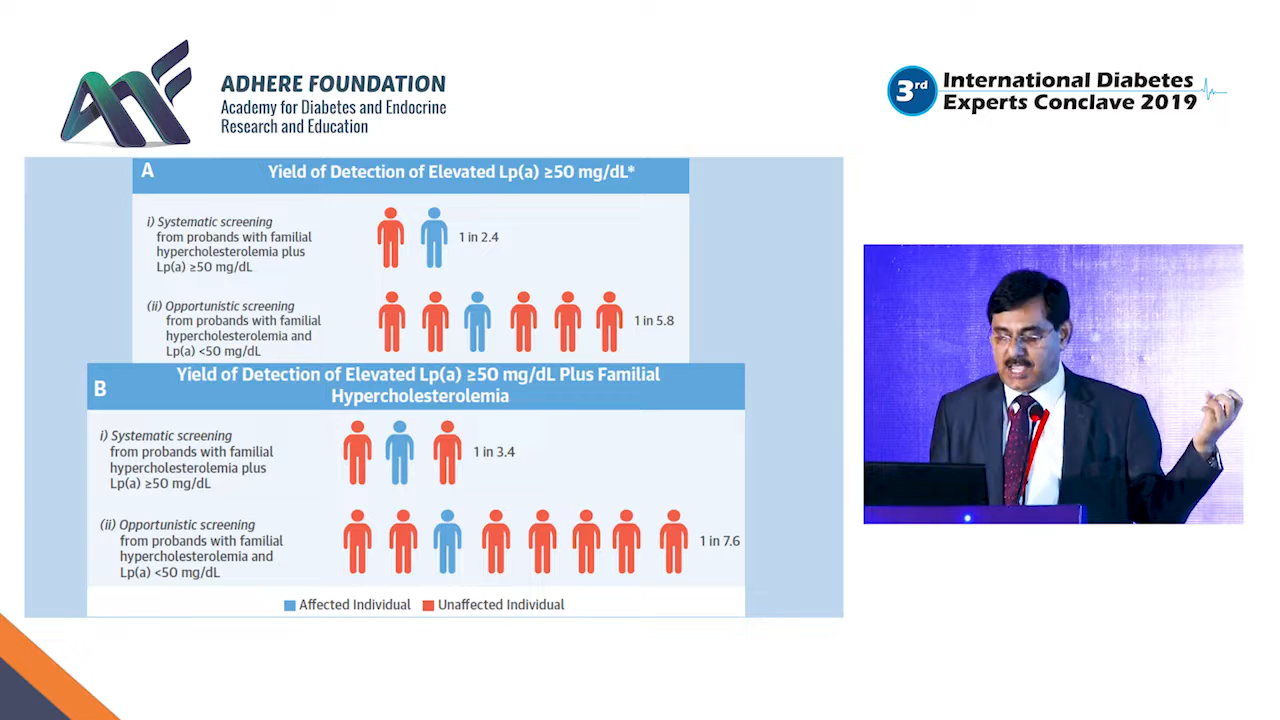 ADHERE FOUNDATION
Academy for Diabetes and Endocrine
Research and Education
3rd
International Diabetes
Experts Conclave 2019
A
Yield of Detection of Elevated Lp(a) ≥50 mg/dL*
i) Systematic screening
from probands with familial
hypercholesterolemia plus
Lp(a) ≥50 mg/dL
1 in 2.4
(ii) Opportunistic screening
from probands with familial
hypercholesterolemia and
Lp(a) <50 mg/dL
1 in 5.8
B
Yield of Detection of Elevated Lp(a) ≥50 mg/dL Plus Familial
Hypercholesterolemia
i) Systematic screening
from probands with familial
hypercholesterolemia plus
Lp(a) ≥50 mg/dL
1 in 3.4
(ii) Opportunistic screening
from probands with familial
hypercholesterolemia and
Lp(a) <50 mg/dL
1 in 7.6
Affected Individual
Unaffected Individual